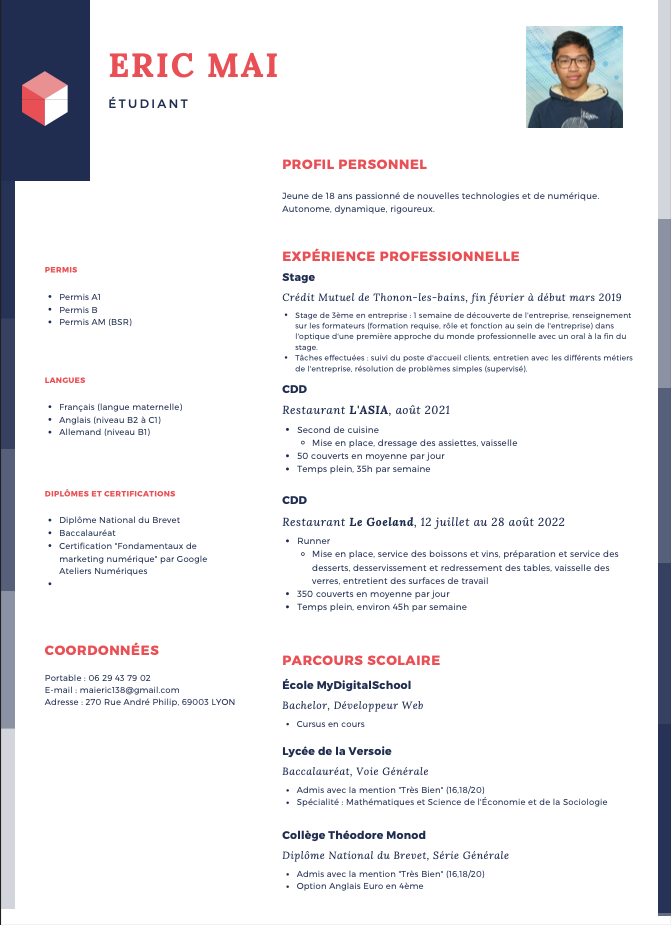 ERIC MAI
ÉTUDIANT
PROFIL PERSONNEL
Jeune de 18 ans passionné de nouvelles technologies et de numérique.
Autonome, dynamique, rigoureux.
PERMIS
• Permis A1
• Permis B
• Permis AM (BSR)
LANGUES
• Français (langue maternelle)
• Anglais (niveau B2 à C1)
• Allemand (niveau B1)
DIPLÔMES ET CERTIFICATIONS
• Diplôme National du Brevet
• Baccalauréat
• Certification "Fondamentaux de
marketing numérique" par Google
Ateliers Numériques
•
COORDONNÉES
Portable : 06 29 43 79 02
E-mail : maieric138@gmail.com
Adresse : 270 Rue André Philip, 69003 LYON
EXPÉRIENCE PROFESSIONNELLE
Stage
Crédit Mutuel de Thonon-les-bains, fin février à début mars 2019
• Stage de 3ème en entreprise : 1 semaine de découverte de l'entreprise, renseignement
sur les formateurs (formation requise, rôle et fonction au sein de l'entreprise) dans
l'optique d'une première approche du monde professionnelle avec un oral à la fin du
stage.
• Tâches effectuées : suivi du poste d'accueil clients, entretien avec les différents métiers
de l'entreprise, résolution de problèmes simples (supervisé).
CDD
Restaurant L'ASIA, août 2021
• Second de cuisine
◦ Mise en place, dressage des assiettes, vaisselle
• 50 couverts en moyenne par jour
• Temps plein, 35h par semaine
CDD
Restaurant Le Goeland, 12 juillet au 28 août 2022
• Runner
◦ Mise en place, service des boissons et vins, préparation et service des
desserts, desservissement et redressement des tables, vaisselle des
verres, entretient des surfaces de travail
• 350 couverts en moyenne par jour
• Temps plein, environ 45h par semaine
PARCOURS SCOLAIRE
École MyDigitalSchool
Bachelor, Développeur Web
• Cursus en cours
Lycée de la Versoie
Baccalauréat, Voie Générale
• Admis avec la mention "Très Bien" (16,18/20)
• Spécialité : Mathématiques et Science de l'Économie et de la Sociologie
Collège Théodore Monod
Diplôme National du Brevet, Série Générale
• Admis avec la mention "Très Bien" (16,18/20)
• Option Anglais Euro en 4ème